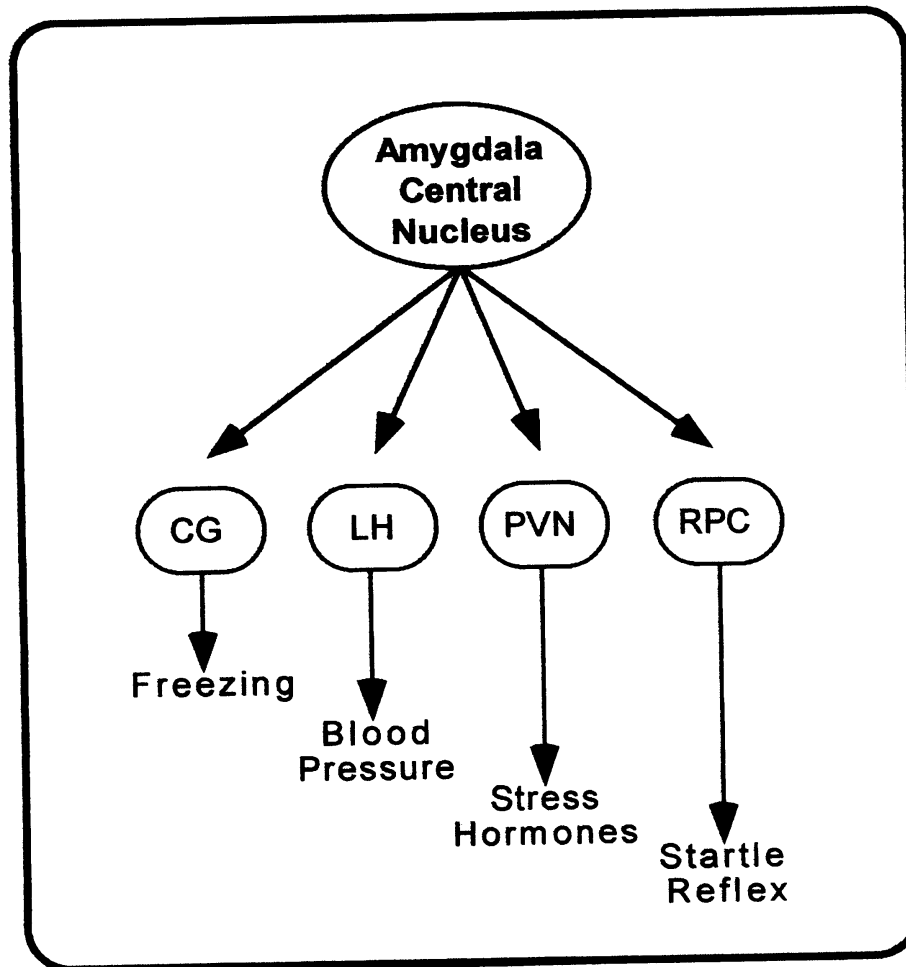 Amygdala
Central
Nucleus
CG
LH
PVN
RPC
Freezing
Blood
Pressure
Stress
Hormones
Startle
Reflex